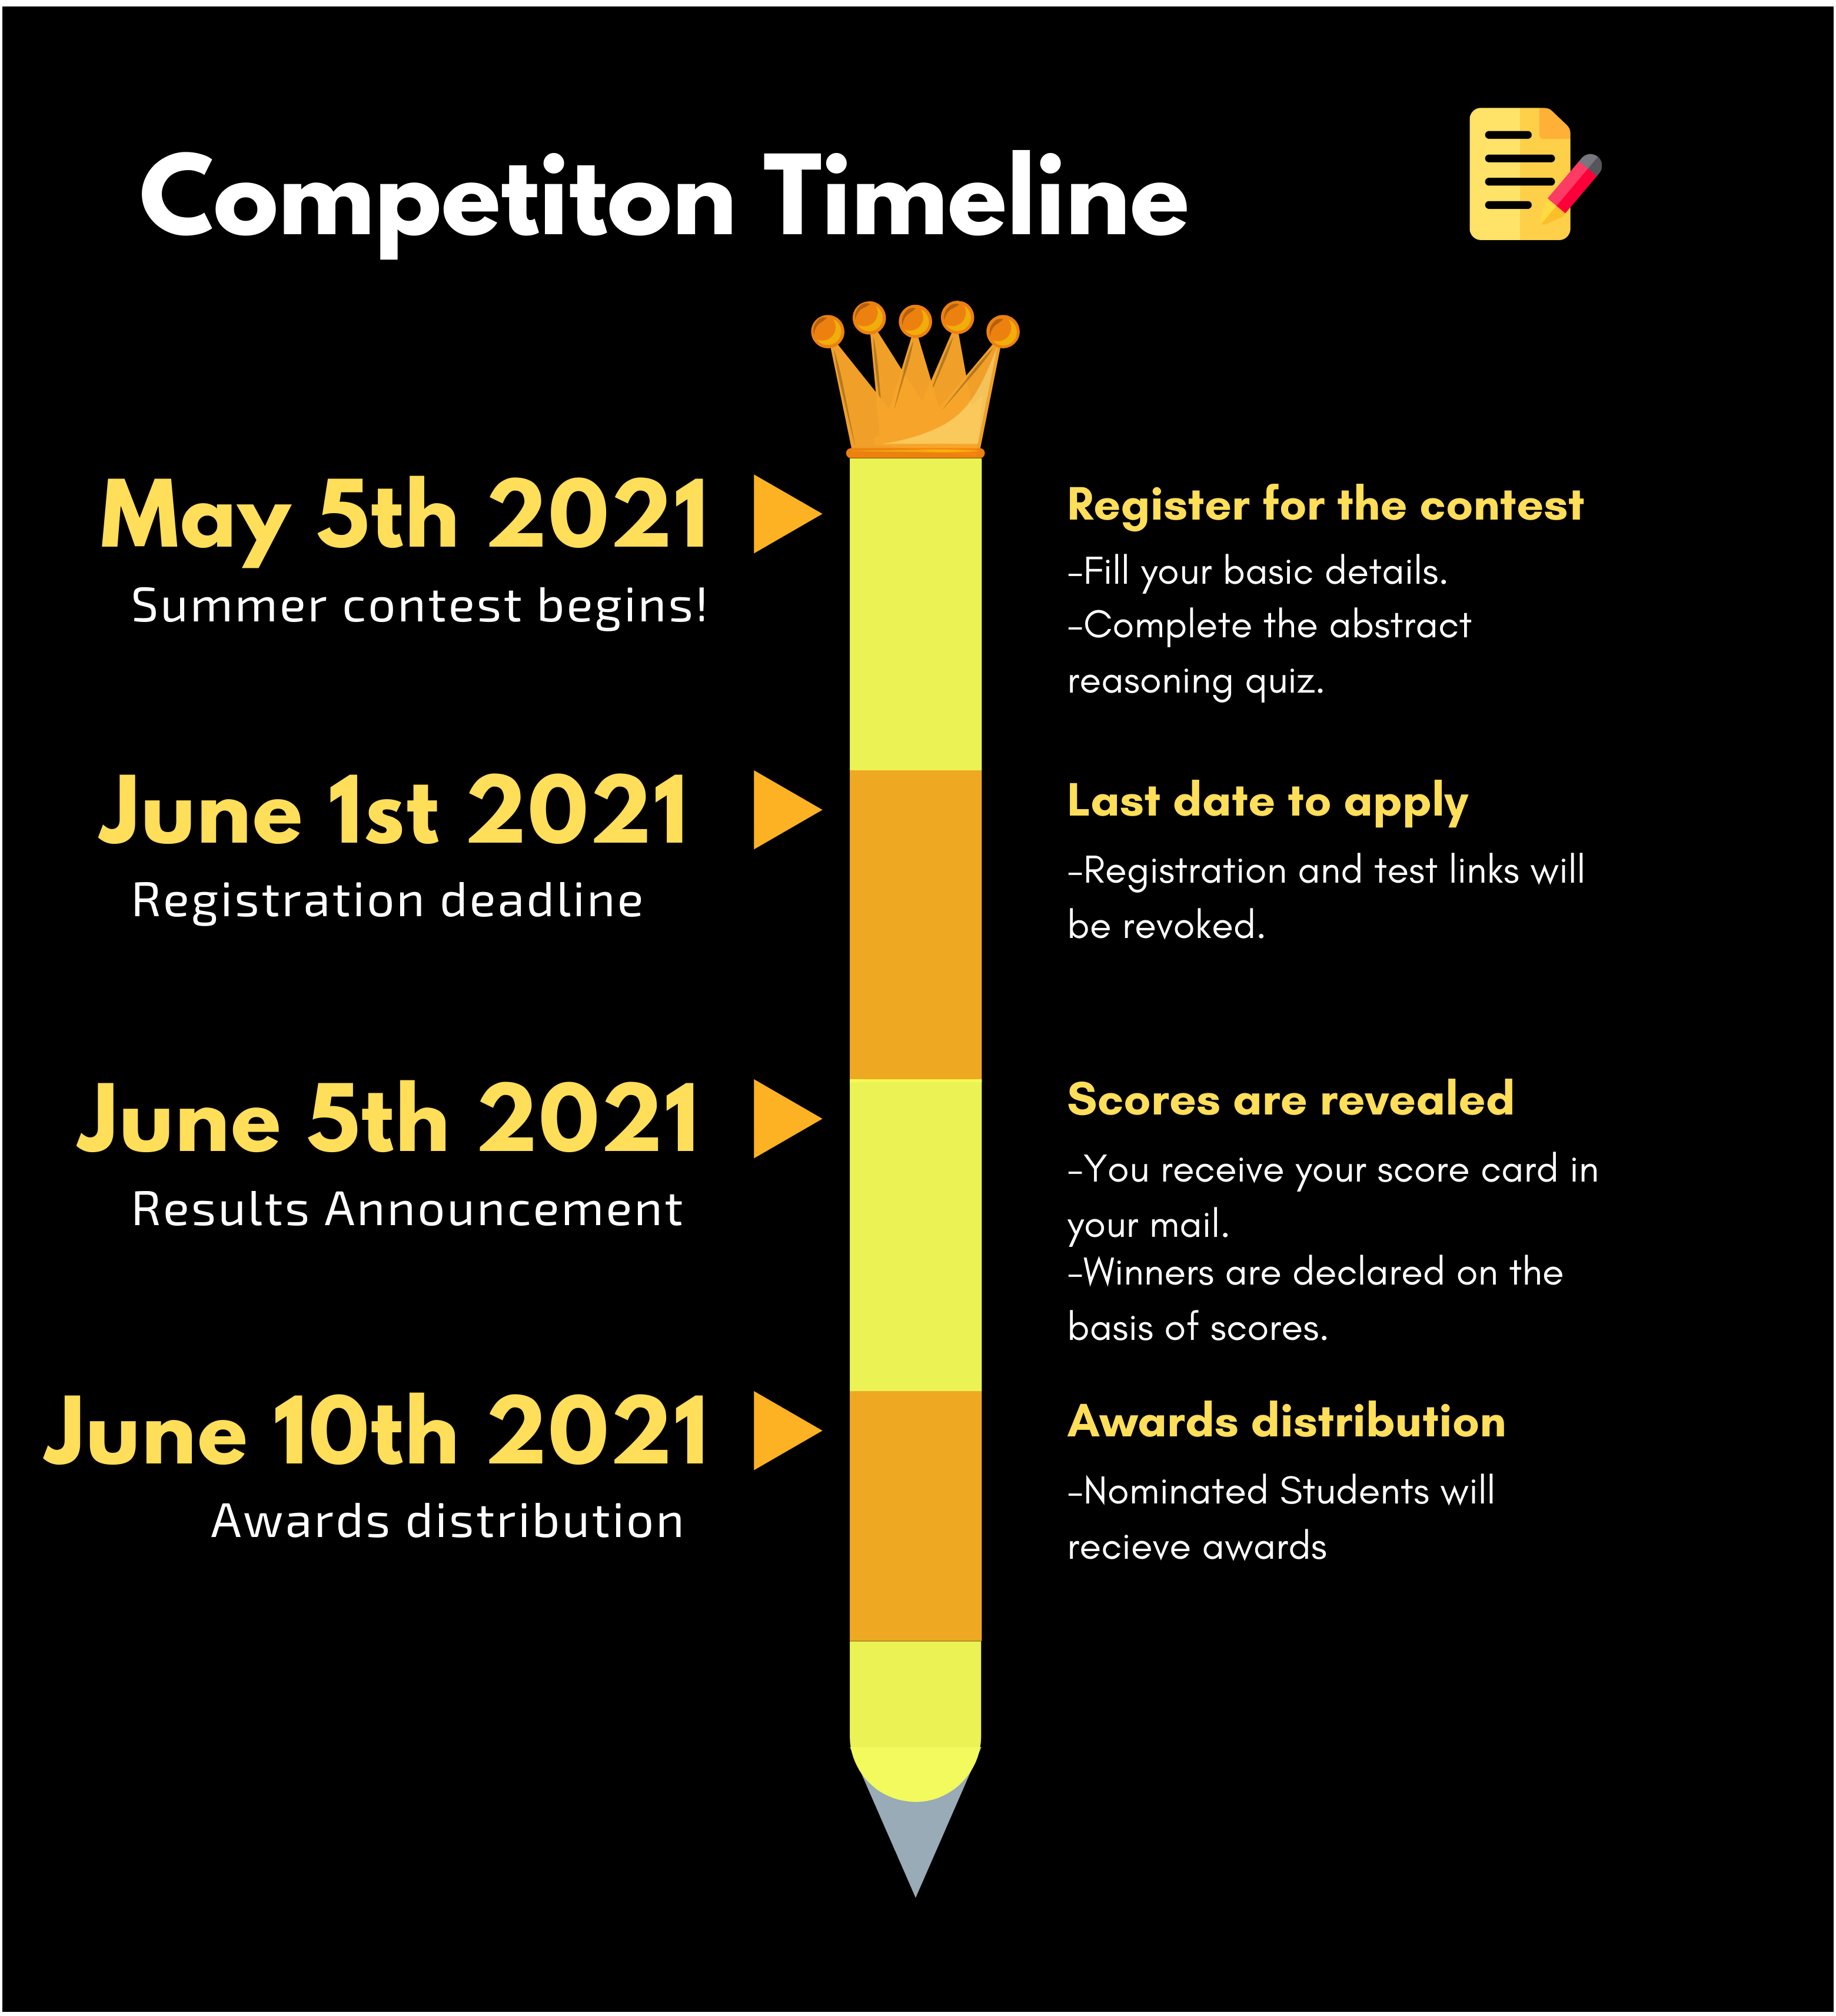 Competiton Timeline
May 5th 2021
Summer contest begins!
Register for the contest
-Fill your basic details.
-Complete the abstract
reasoning quiz.
June 1st 2021
Registration deadline
Last date to apply
-Registration and test links will
be revoked.
June 5th 2021
Results Announcement
Scores are revealed
-You receive your score card in
your mail.
-Winners are declared on the
basis of scores.
June 10th 2021
Awards distribution
Awards distribution
-Nominated Students will
recieve awards